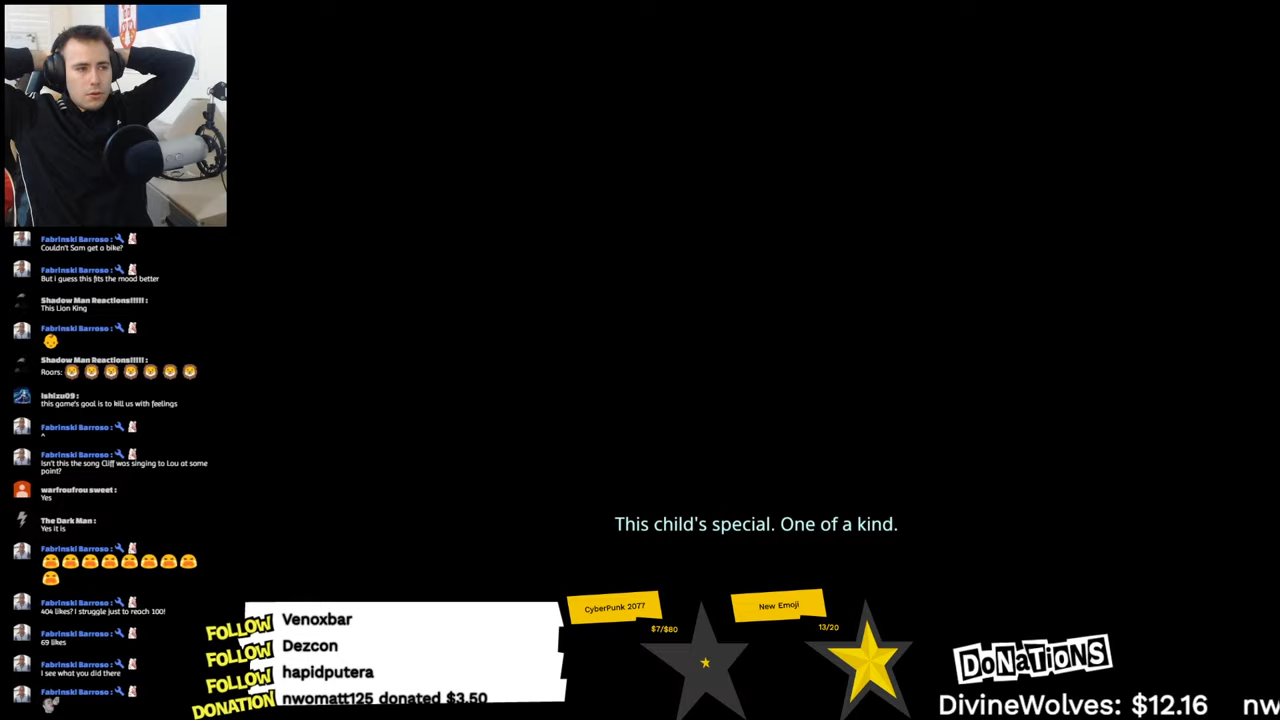 Fabrinski Barroso :
Couldn't Sam get a bike?
Fabrinski Barroso :
But i guess this fits the mood better
Shadow Man Reactions!!!!! :
This Lion King
Fabrinski Barroso :
Shadow Man Reactions!!!!! :
Roars:
Ishizu09 :
this game's goal is to kill us with feelings
Fabrinski Barroso :
^
Fabrinski Barroso :
Isn't this the song Cliff was singing to Lou at some
point?
warfroufrou sweet :
Yes
The Dark Man :
Yes it is
Fabrinski Barroso :
Fabrinski Barroso :
404 likes? I struggle just to reach 100!
Fabrinski Barroso :
69 likes
Fabrinski Barroso :
I see what you did there
Fabrinski Barroso :
This child's special. One of a kind.
FOLLOW Venoxbar
FOLLOW Dezcon
FOLLOW hapidputera
DONATION nwomatt125 donated $3.50
CyberPunk 2077
$7/$80
New Emoji
13/20
DONATIONS
DivineWolves: $12.16 nw